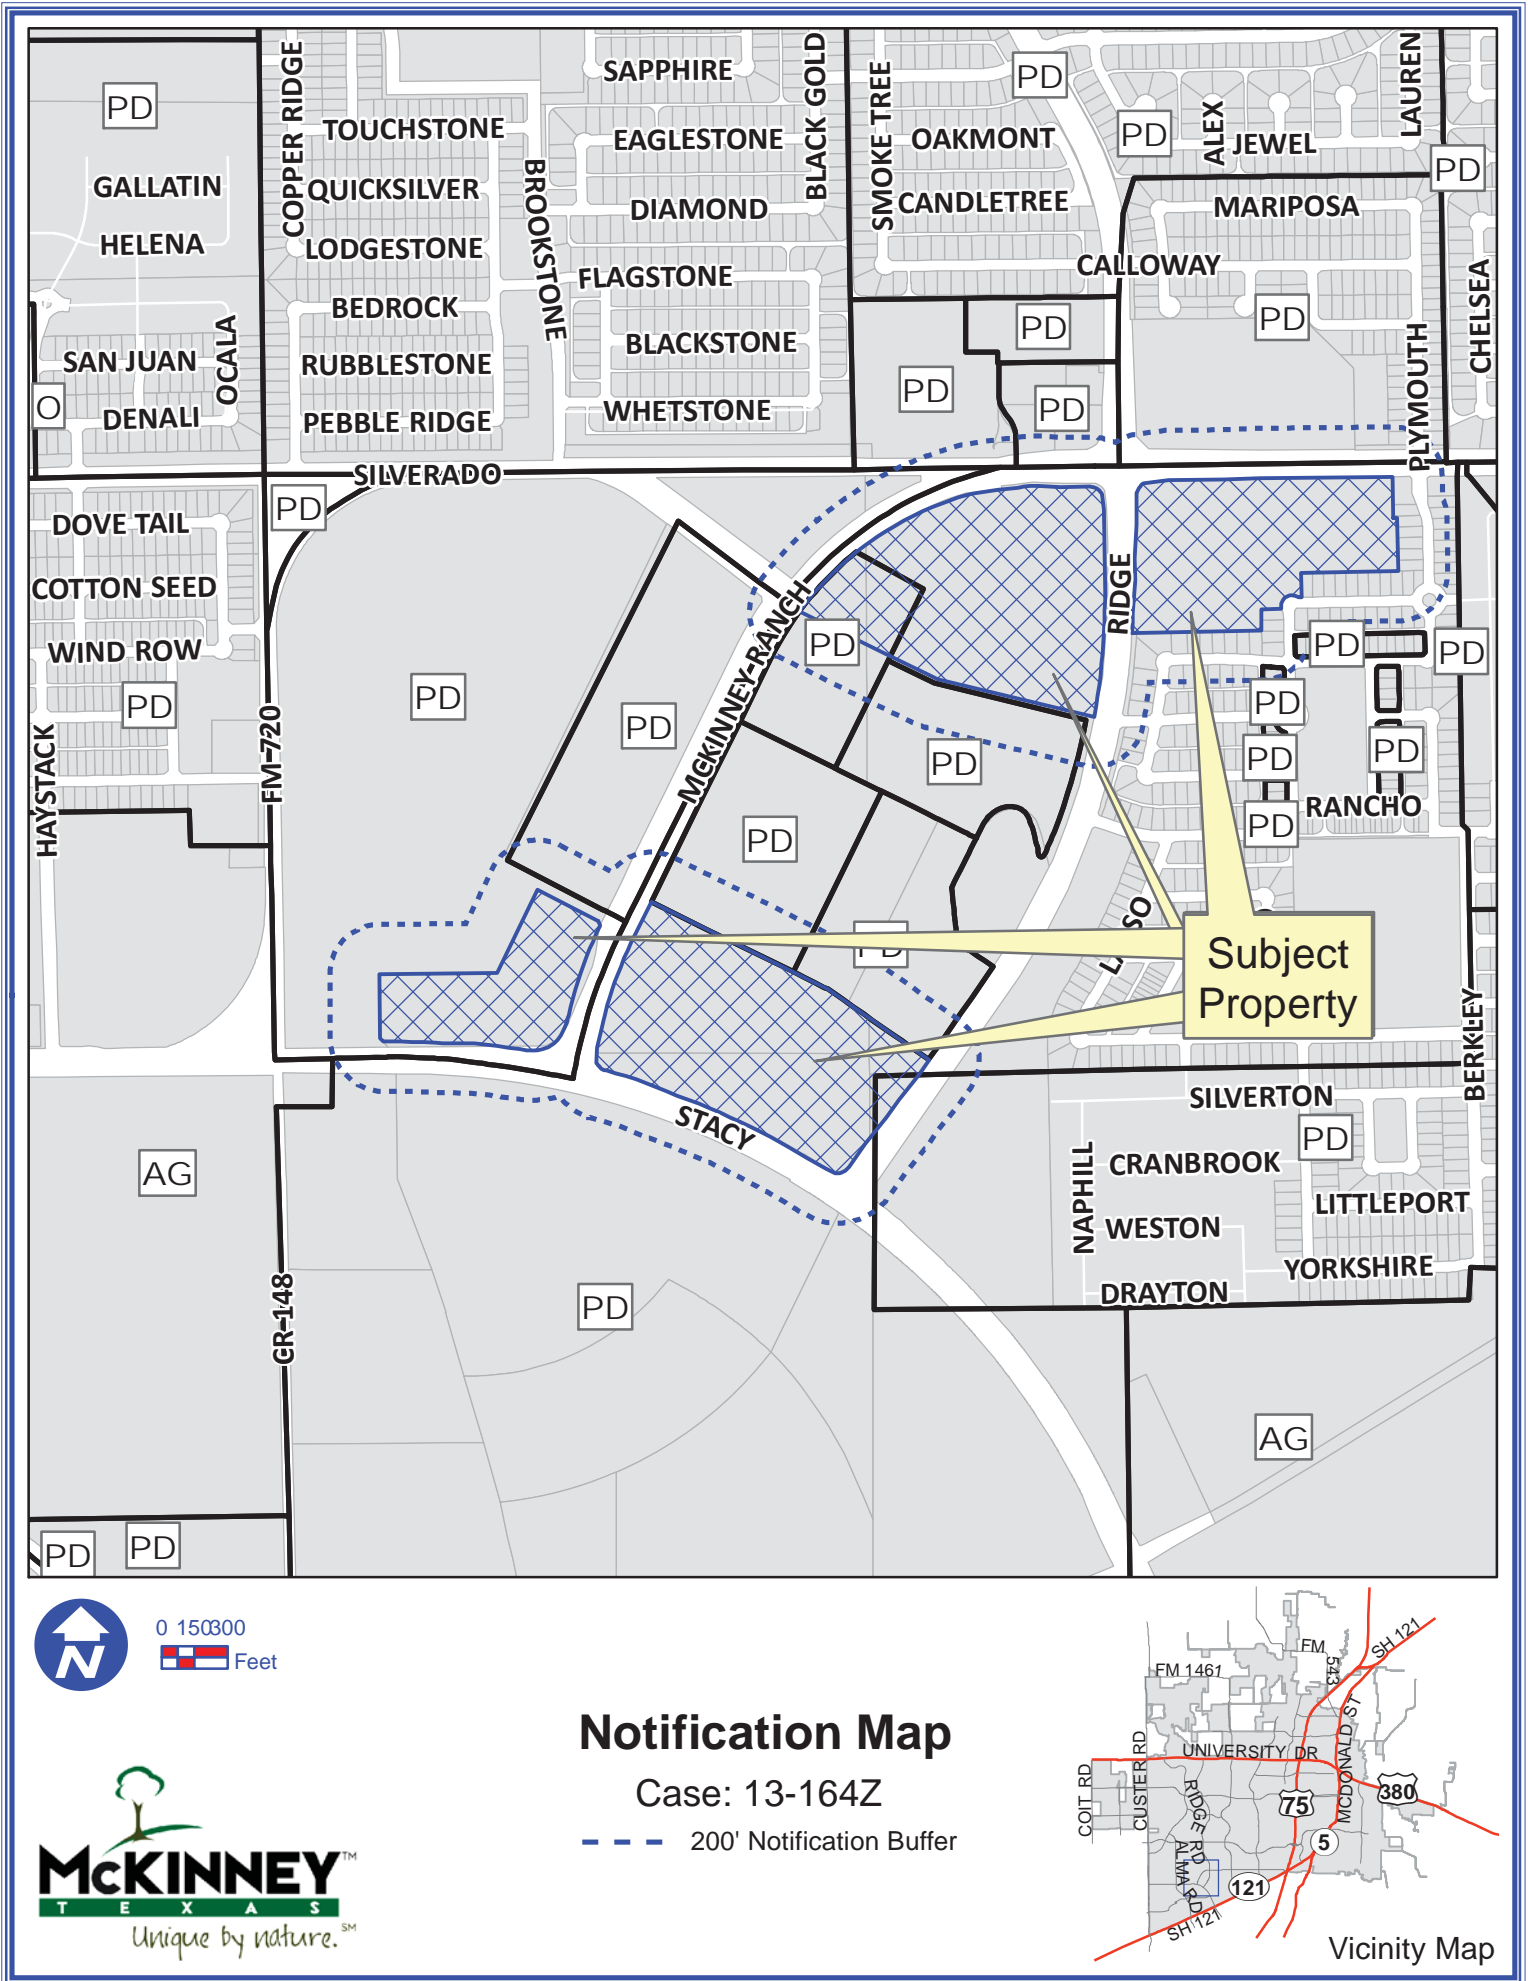 COPPER RIDGE
SAPPHIRE
BLACK GOLD
SMOKE TREE
PD
LAUREN
PD
TOUCHSTONE
EAGLESTONE
OAKMONT
PD
ALEX
JEWEL
GALLATIN
QUICKSILVER
BROOKSTONE
DIAMOND
CANDLETREE
MARIPOSA
PD
HELENA
LODGESTONE
FLAGSTONE
CALLOWAY
CHELSEA
BEDROCK
PD
PD
SAN JUAN
OCALA
RUBBLESTONE
BLACKSTONE
PLYMOUTH
O
DENALI
PEBBLE RIDGE
WHETSTONE
PD
PD
SILVERADO
DOVE TAIL
PD
COTTON SEED
MCKINNEY-RANCH
RIDGE
WIND ROW
PD
PD
PD
PD
PD
PD
PD
HAYSTACK
FM-720
PD
PD
PD
PD
RANCHO
PD
PD
PD
Subject
Property
BERKLEY
STACY
SILVERTON
PD
AG
NAPHILL
CRANBROOK
LITTLEPORT
WESTON
YORKSHIRE
DRAYTON
CR-148
PD
AG
PD
PD
N
0 150300
Feet
Notification Map
Case: 13-164Z
200' Notification Buffer
McKINNEY™
TEXAS
Unique by nature.℠
FM 1461
FM
543
SH 121
UNIVERSITY DR
MCDONALD ST
COIT RD
CUSTER RD
RIDGE RD
ALMA RD
75
380
5
121
SH 121
Vicinity Map